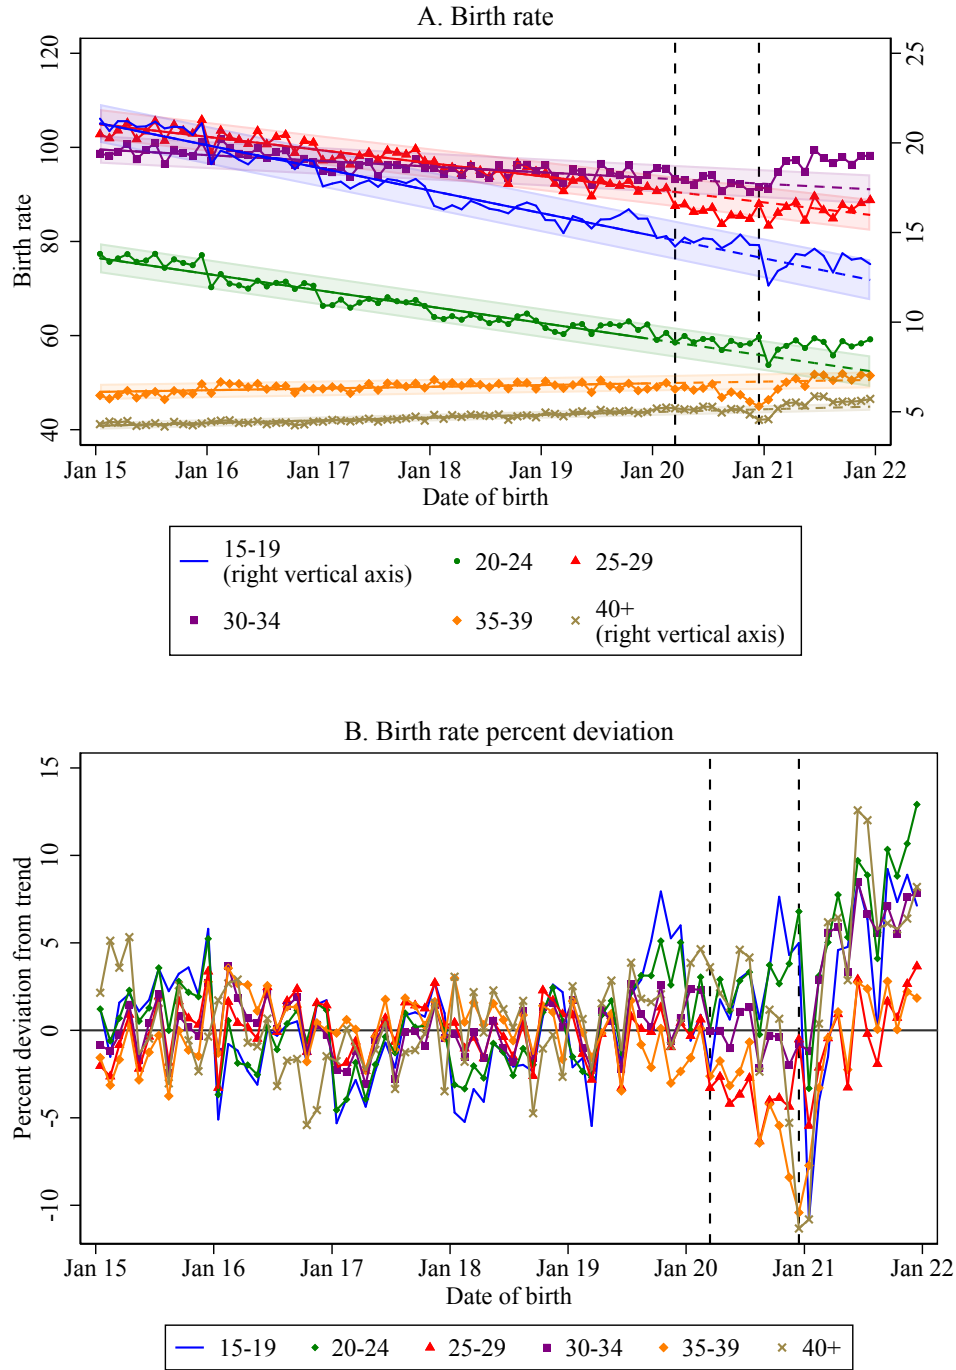 A. Birth rate
120
100
80
60
40
Birth rate
25
20
15
10
5
Jan 15 Jan 16 Jan 17 Jan 18 Jan 19 Jan 20 Jan 21 Jan 22
Date of birth
15-19
(right vertical axis)
20-24
25-29
30-34
35-39
40+
(right vertical axis)
B. Birth rate percent deviation
15
10
5
0
-5
-10
Percent deviation from trend
Jan 15 Jan 16 Jan 17 Jan 18 Jan 19 Jan 20 Jan 21 Jan 22
Date of birth
15-19 20-24 25-29 30-34 35-39 40+